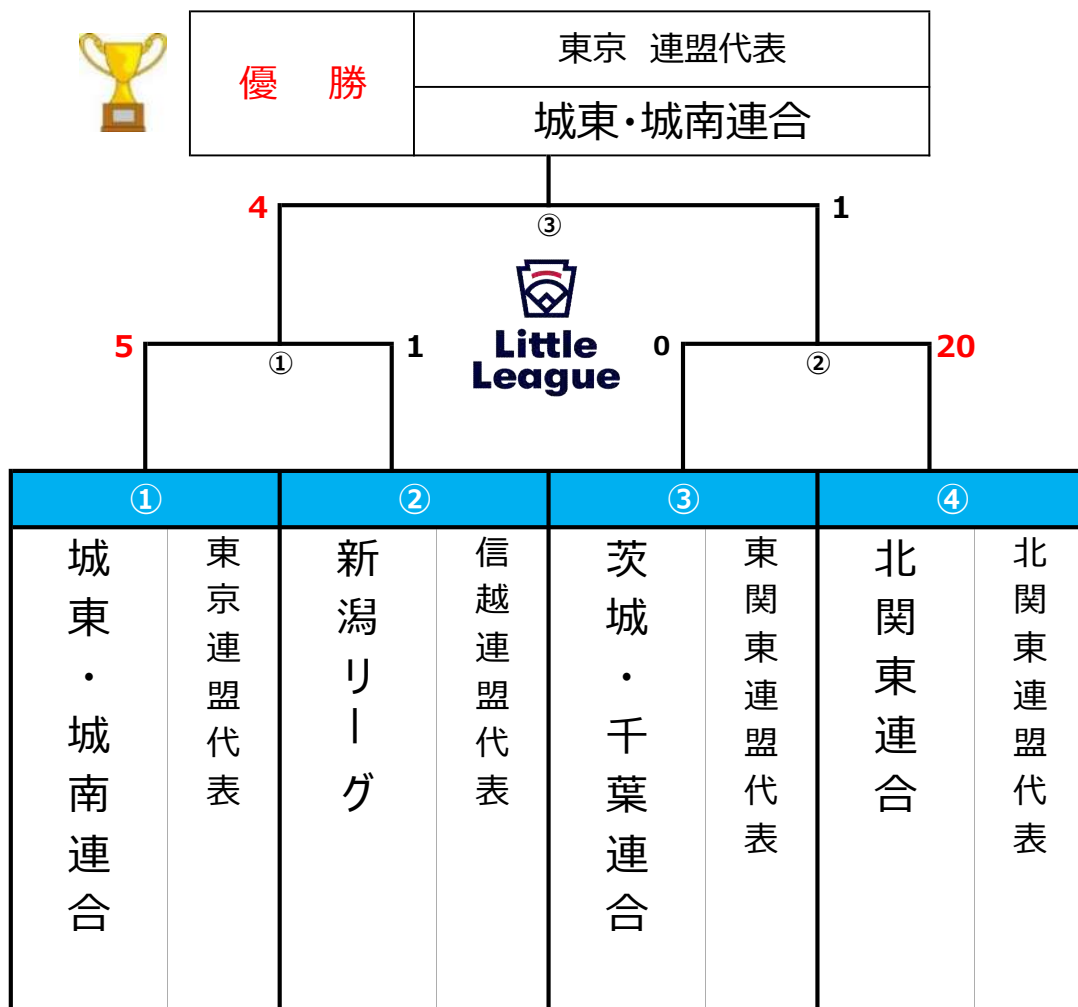 優 勝
東京 連盟代表
城東・城南連合
4
1
③
5
1
①
Little
League
0
20
②
①
②
③
④
城東・城南連合
東京連盟代表
新潟リーグ
信越連盟代表
茨城・千葉連合
東関東連盟代表
北関東連合
北関東連盟代表